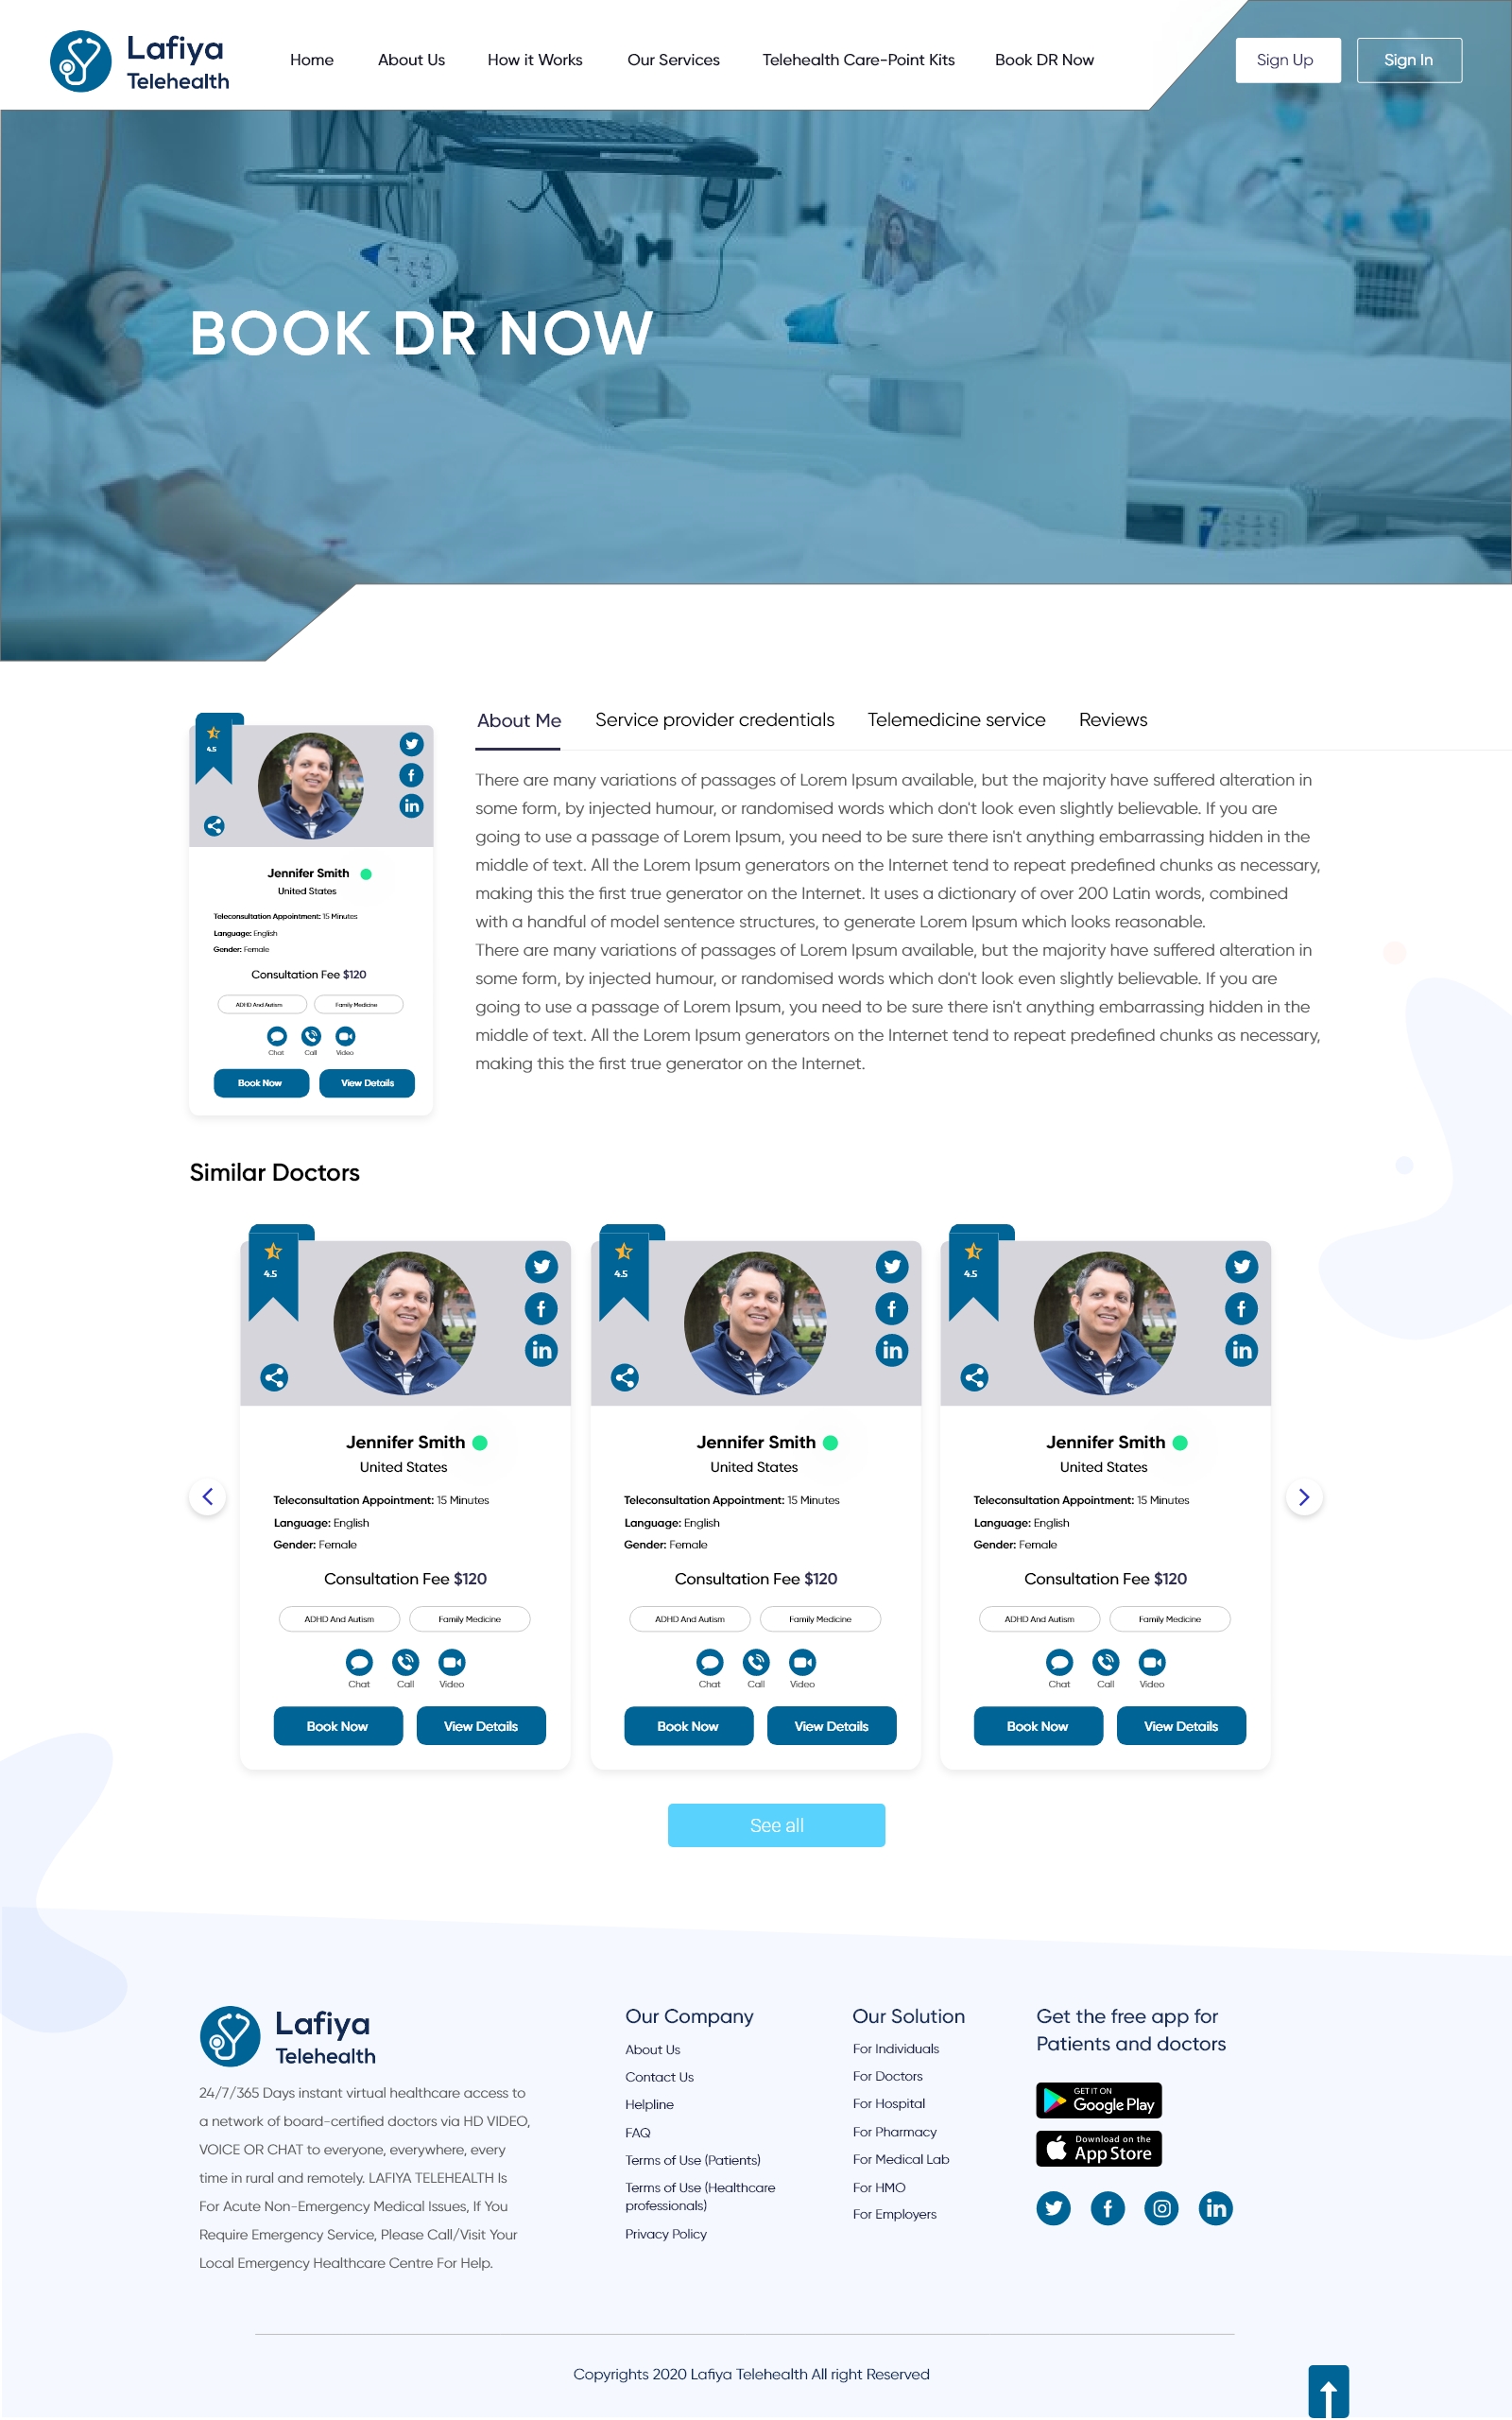 Lafiya
Telehealth
Home About Us How it Works Our Services Telehealth Care-Point Kits Book DR Now
Sign Up Sign In
BOOK DR NOW
4.5
Jennifer Smith
United States
Teleconsultation Appointment: 15 Minutes
Language: English
Gender: Female
Consultation Fee $120
ADHD And Autism Family Medicine
Chat Call Video
Book Now View Details
About Me Service provider credentials Telemedicine service Reviews
There are many variations of passages of Lorem Ipsum available, but the majority have suffered alteration in
some form, by injected humour, or randomised words which don't look even slightly believable. If you are
going to use a passage of Lorem Ipsum, you need to be sure there isn't anything embarrassing hidden in the
middle of text. All the Lorem Ipsum generators on the Internet tend to repeat predefined chunks as necessary,
making this the first true generator on the Internet. It uses a dictionary of over 200 Latin words, combined
with a handful of model sentence structures, to generate Lorem Ipsum which looks reasonable.
There are many variations of passages of Lorem Ipsum available, but the majority have suffered alteration in
some form, by injected humour, or randomised words which don't look even slightly believable. If you are
going to use a passage of Lorem Ipsum, you need to be sure there isn't anything embarrassing hidden in the
middle of text. All the Lorem Ipsum generators on the Internet tend to repeat predefined chunks as necessary,
making this the first true generator on the Internet.
Similar Doctors
4.5
Jennifer Smith
United States
Teleconsultation Appointment: 15 Minutes
Language: English
Gender: Female
Consultation Fee $120
ADHD And Autism Family Medicine
Chat Call Video
Book Now View Details
4.5
Jennifer Smith
United States
Teleconsultation Appointment: 15 Minutes
Language: English
Gender: Female
Consultation Fee $120
ADHD And Autism Family Medicine
Chat Call Video
Book Now View Details
4.5
Jennifer Smith
United States
Teleconsultation Appointment: 15 Minutes
Language: English
Gender: Female
Consultation Fee $120
ADHD And Autism Family Medicine
Chat Call Video
Book Now View Details
See all
Lafiya
Telehealth
24/7/365 Days instant virtual healthcare access to
a network of board-certified doctors via HD VIDEO,
VOICE OR CHAT to everyone, everywhere, every
time in rural and remotely. LAFIYA TELEHEALTH Is
For Acute Non-Emergency Medical Issues, If You
Require Emergency Service, Please Call/Visit Your
Local Emergency Healthcare Centre For Help.
Our Company
About Us
Contact Us
Helpline
FAQ
Terms of Use (Patients)
Terms of Use (Healthcare
professionals)
Privacy Policy
Our Solution
For Individuals
For Doctors
For Hospital
For Pharmacy
For Medical Lab
For HMO
For Employers
Get the free app for
Patients and doctors
GET IT ON
Google Play
Download on the
App Store
Copyrights 2020 Lafiya Telehealth All right Reserved